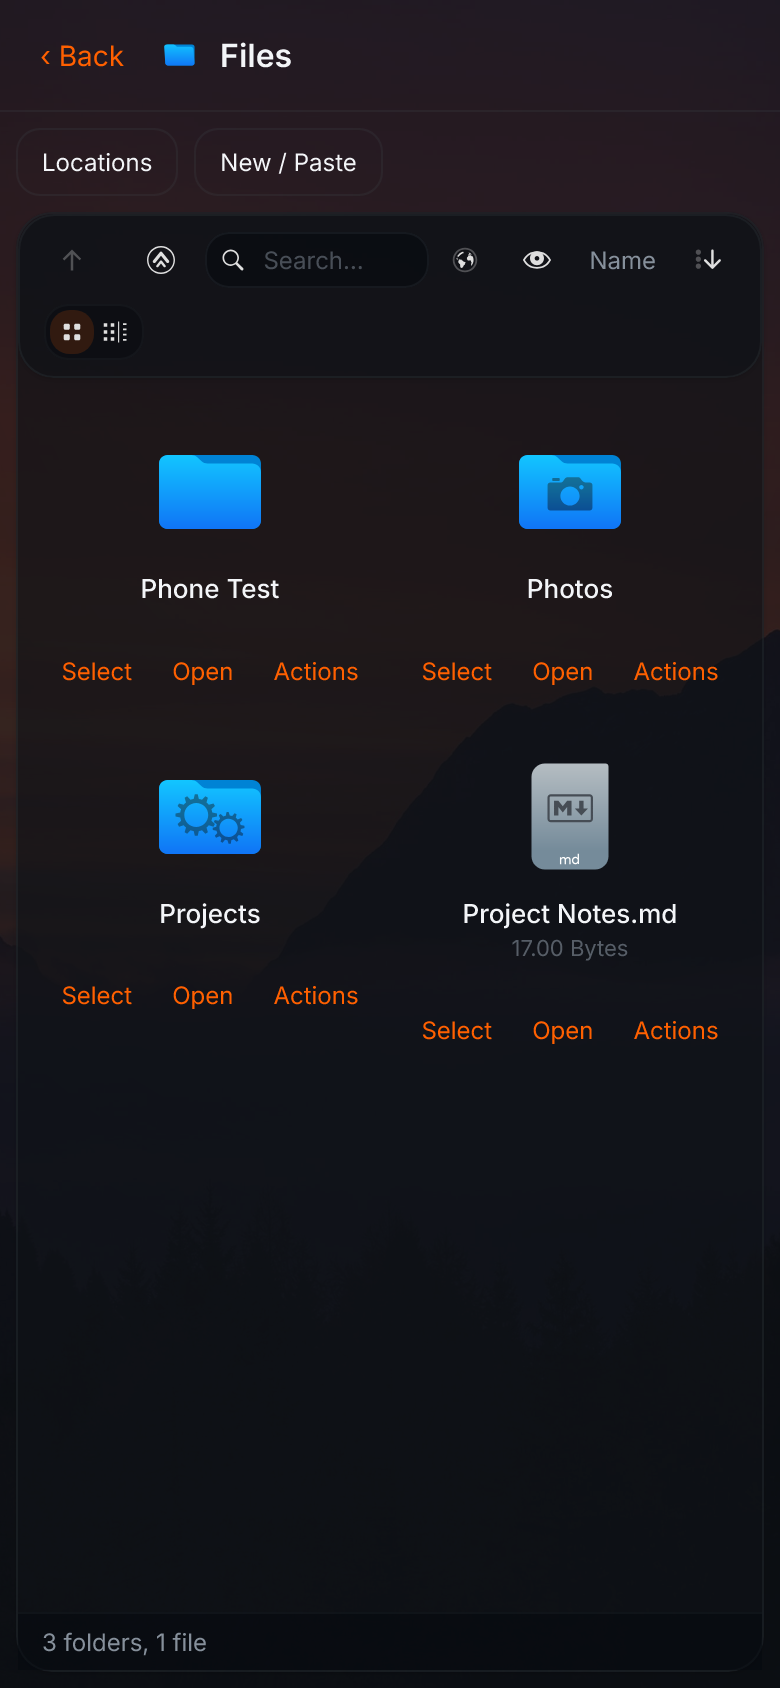 ‹ Back Files
Locations New / Paste
Search... Name
Phone Test Photos
Select Open Actions Select Open Actions
M
md
Projects Project Notes.md
17.00 Bytes
Select Open Actions
Select Open Actions
3 folders, 1 file